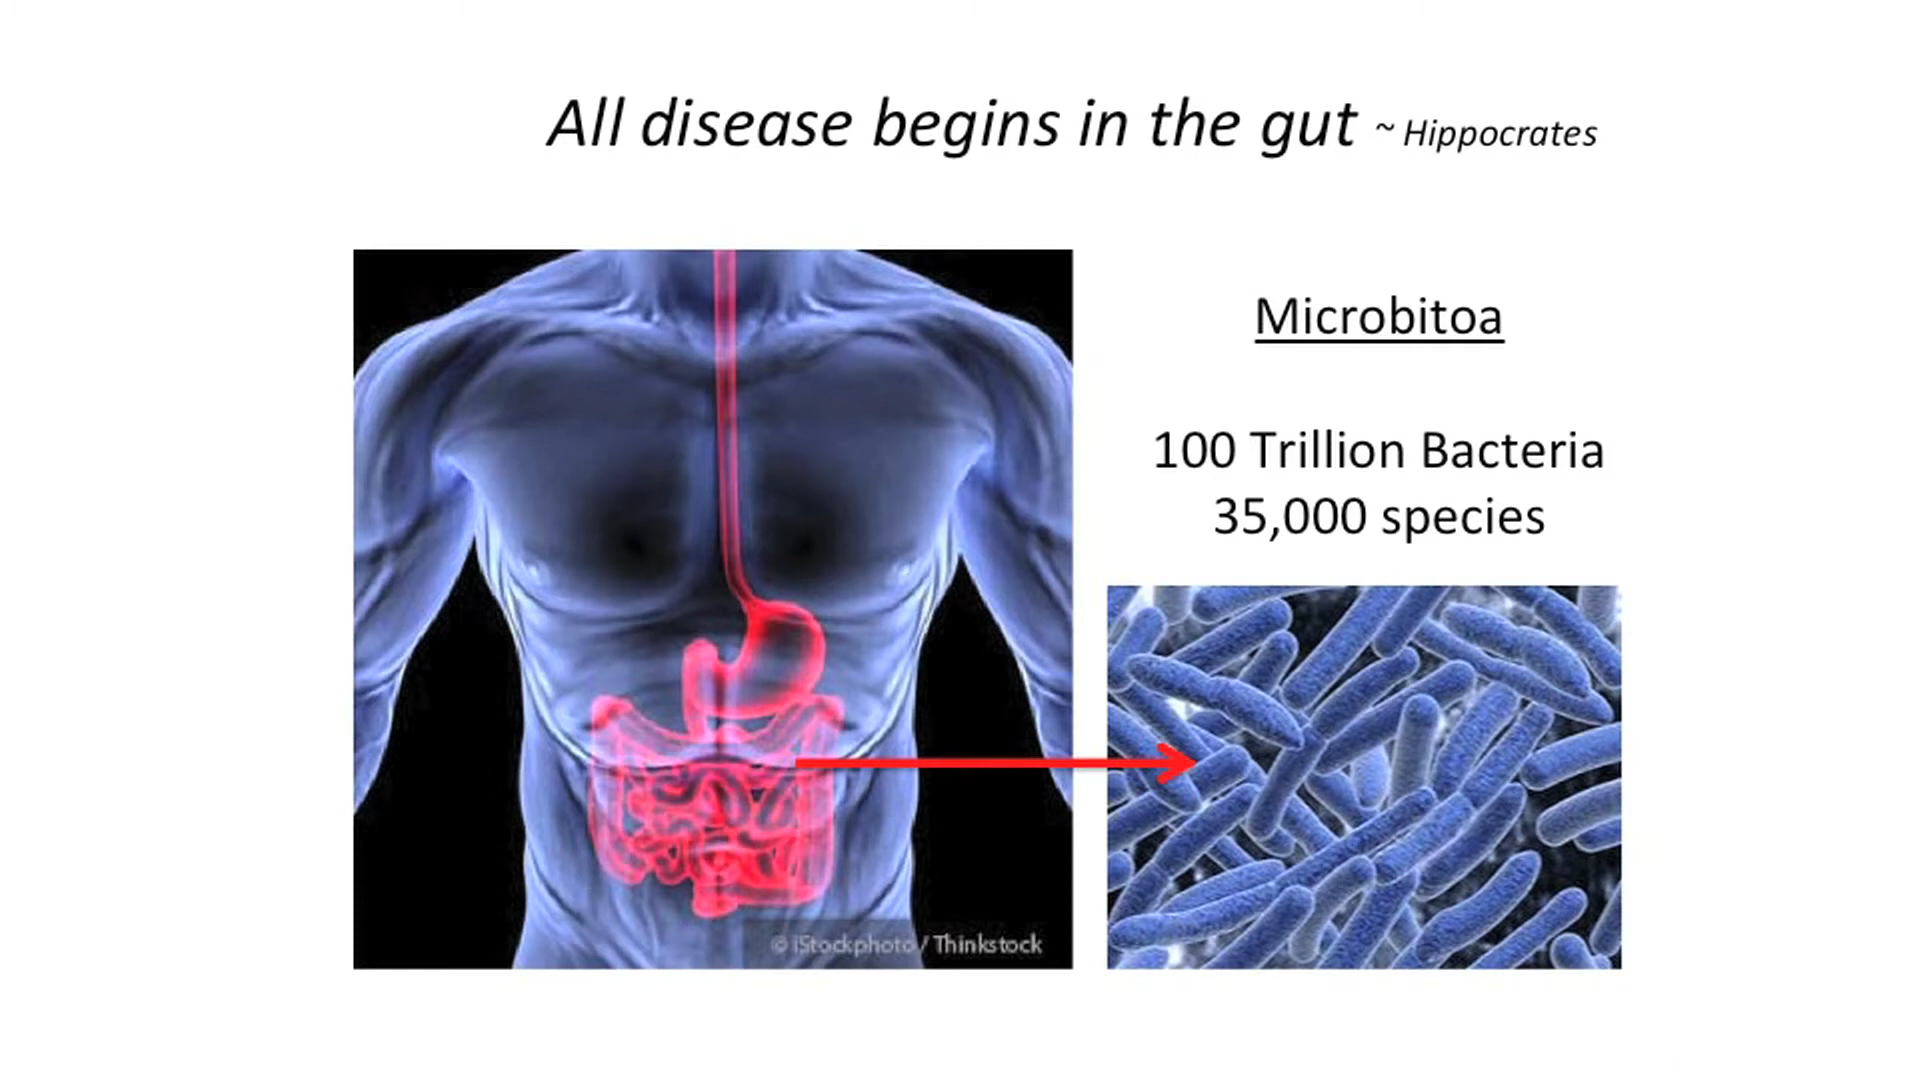 All disease begins in the gut ~ Hippocrates
Microbitoa
100 Trillion Bacteria
35,000 species
© iStockphoto / Thinkstock